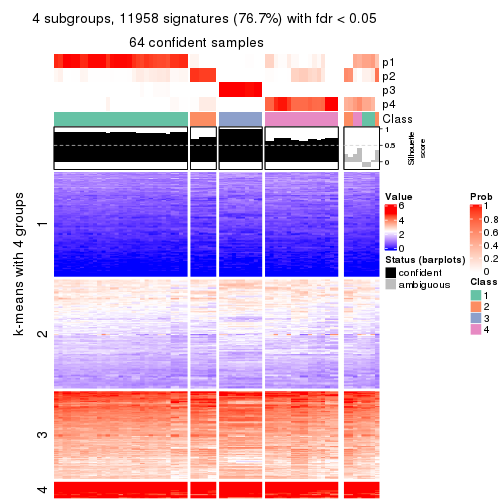 4 subgroups, 11958 signatures (76.7%) with fdr < 0.05
64 confident samples
p1
p2
p3
p4
Class
1
0.5
0
Silhouette
score
k-means with 4 groups
1
2
3
4
Value
6
4
2
0
Status (barplots)
confident
ambiguous
Prob
1
0.8
0.6
0.4
0.2
0
Class
1
2
3
4